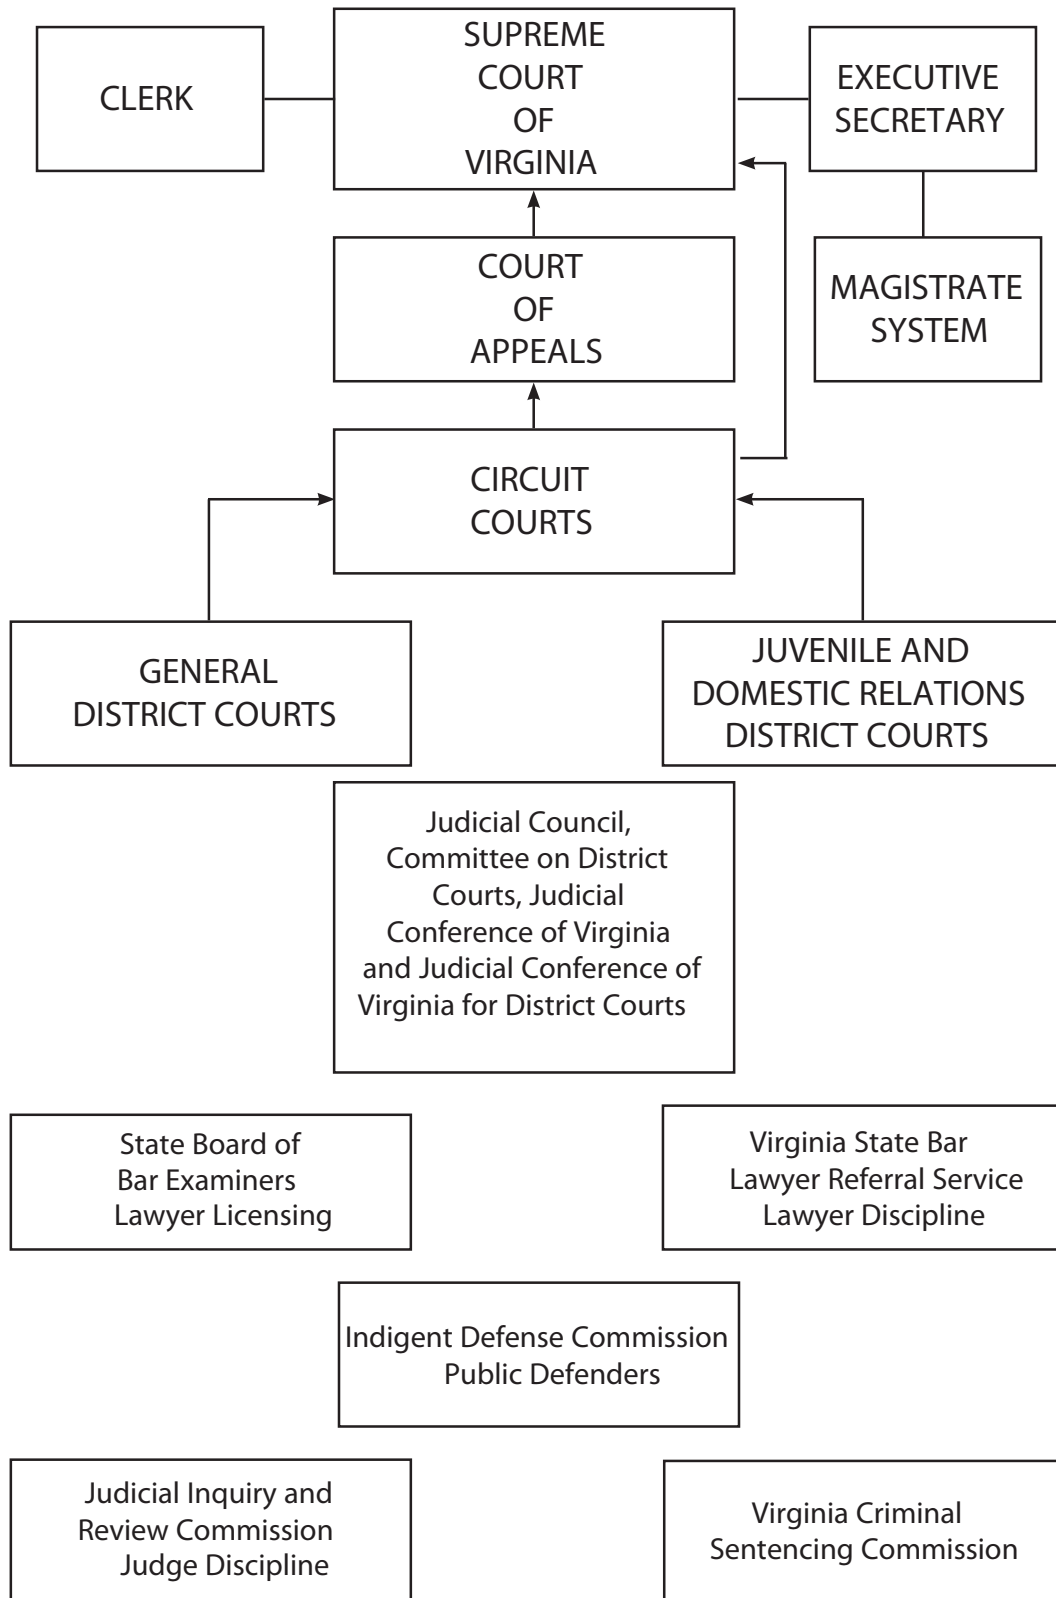 CLERK
SUPREME
COURT
OF
VIRGINIA
EXECUTIVE
SECRETARY
COURT
OF
APPEALS
MAGISTRATE
SYSTEM
CIRCUIT
COURTS
GENERAL
DISTRICT COURTS
JUVENILE AND
DOMESTIC RELATIONS
DISTRICT COURTS
Judicial Council,
Committee on District
Courts, Judicial
Conference of Virginia
and Judicial Conference of
Virginia for District Courts
State Board of
Bar Examiners
Lawyer Licensing
Virginia State Bar
Lawyer Referral Service
Lawyer Discipline
Indigent Defense Commission
Public Defenders
Judicial Inquiry and
Review Commission
Judge Discipline
Virginia Criminal
Sentencing Commission